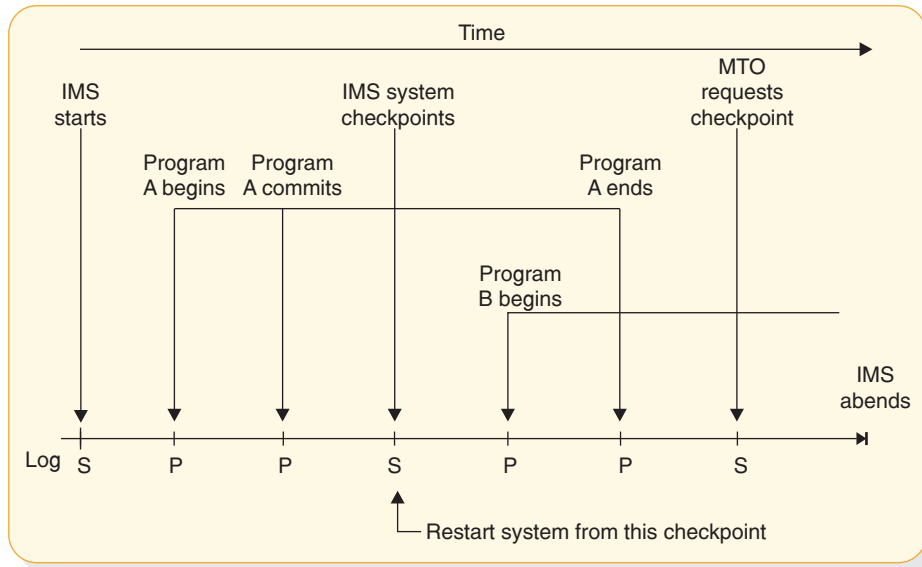 Time
IMS
starts
IMS system
checkpoints
MTO
requests
checkpoint
Program
A begins
Program
A commits
Program
A ends
Program
B begins
IMS
abends
Log
S
P
P
S
P
P
S
Restart system from this checkpoint